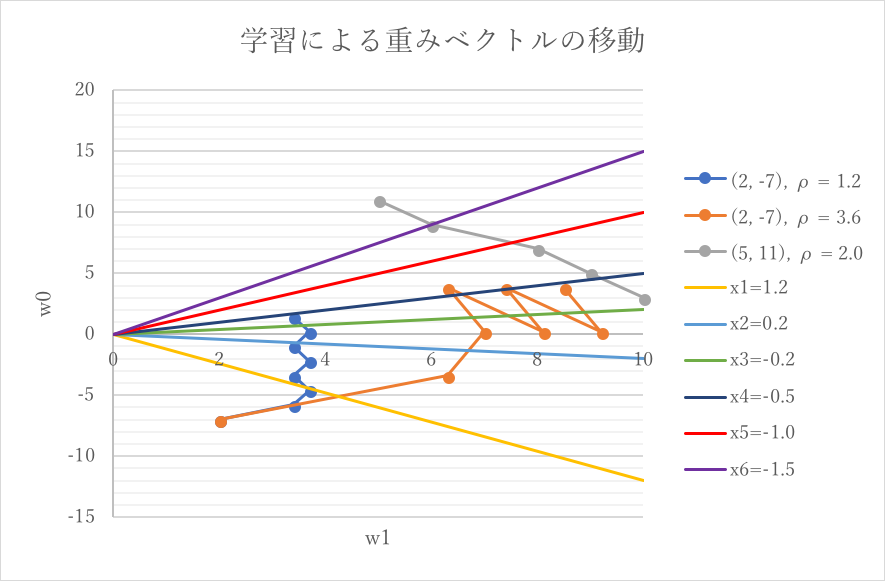 学習による重みベクトルの移動
20
15
10
5
0
-5
-10
-15
0 2 4 6 8 10
w0
w1
(2, -7), ρ = 1.2
(2, -7), ρ = 3.6
(5, 11), ρ = 2.0
x1=1.2
x2=0.2
x3=-0.2
x4=-0.5
x5=-1.0
x6=-1.5